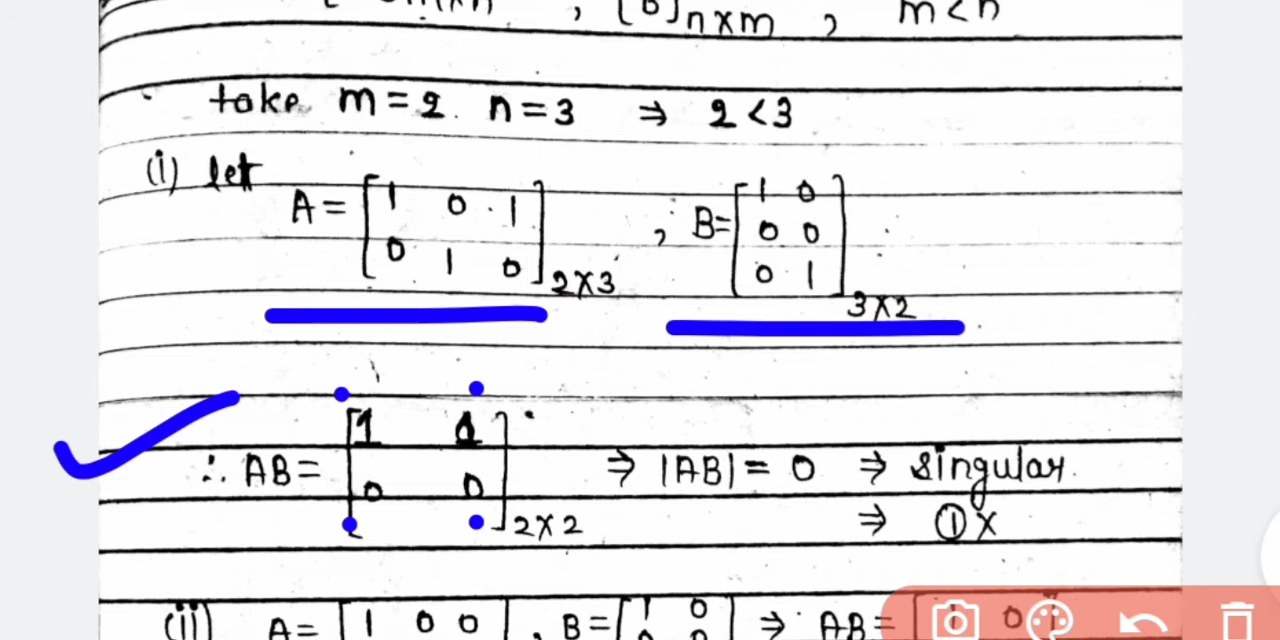 , [B]n×m , m<n
take m=2 n=3 ⇒ 2<3
(i) let A= [1 0 1
0 1 0]2×3 , B= [1 0
0 0
0 1]3×2
∴ AB= [1 1
0 0]2×2 ⇒ |AB| = 0 ⇒ singular.
⇒ ① ×
(ii) A= [1 0 0 , B= [1 0 ⇒ AB= [1 0